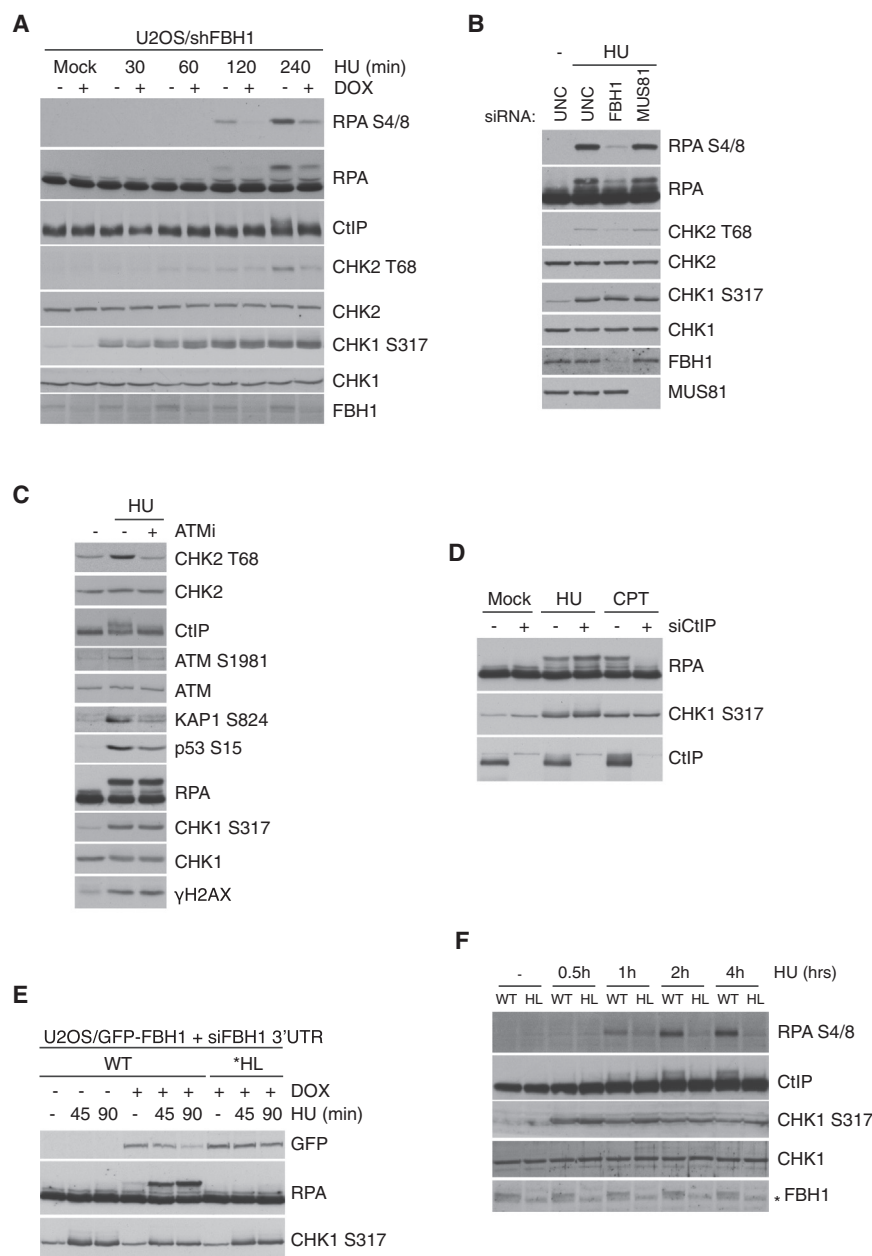 A
U2OS/shFBH1
Mock 30 60 120 240 HU (min)
- + - + - + - + - + DOX
RPA S4/8
RPA
CtIP
CHK2 T68
CHK2
CHK1 S317
CHK1
FBH1
B
- HU
siRNA: UNC UNC FBH1 MUS81
RPA S4/8
RPA
CHK2 T68
CHK2
CHK1 S317
CHK1
FBH1
MUS81
C
HU
- - + ATMi
CHK2 T68
CHK2
CtIP
ATM S1981
ATM
KAP1 S824
p53 S15
RPA
CHK1 S317
CHK1
γH2AX
D
Mock HU CPT
- + - + - + siCtIP
RPA
CHK1 S317
CtIP
E
U2OS/GFP-FBH1 + siFBH1 3'UTR
WT *HL
- - - + + + + + + DOX
- 45 90 - 45 90 - 45 90 HU (min)
GFP
RPA
CHK1 S317
F
- 0.5h 1h 2h 4h HU (hrs)
WT HL WT HL WT HL WT HL WT HL
RPA S4/8
CtIP
CHK1 S317
CHK1
* FBH1